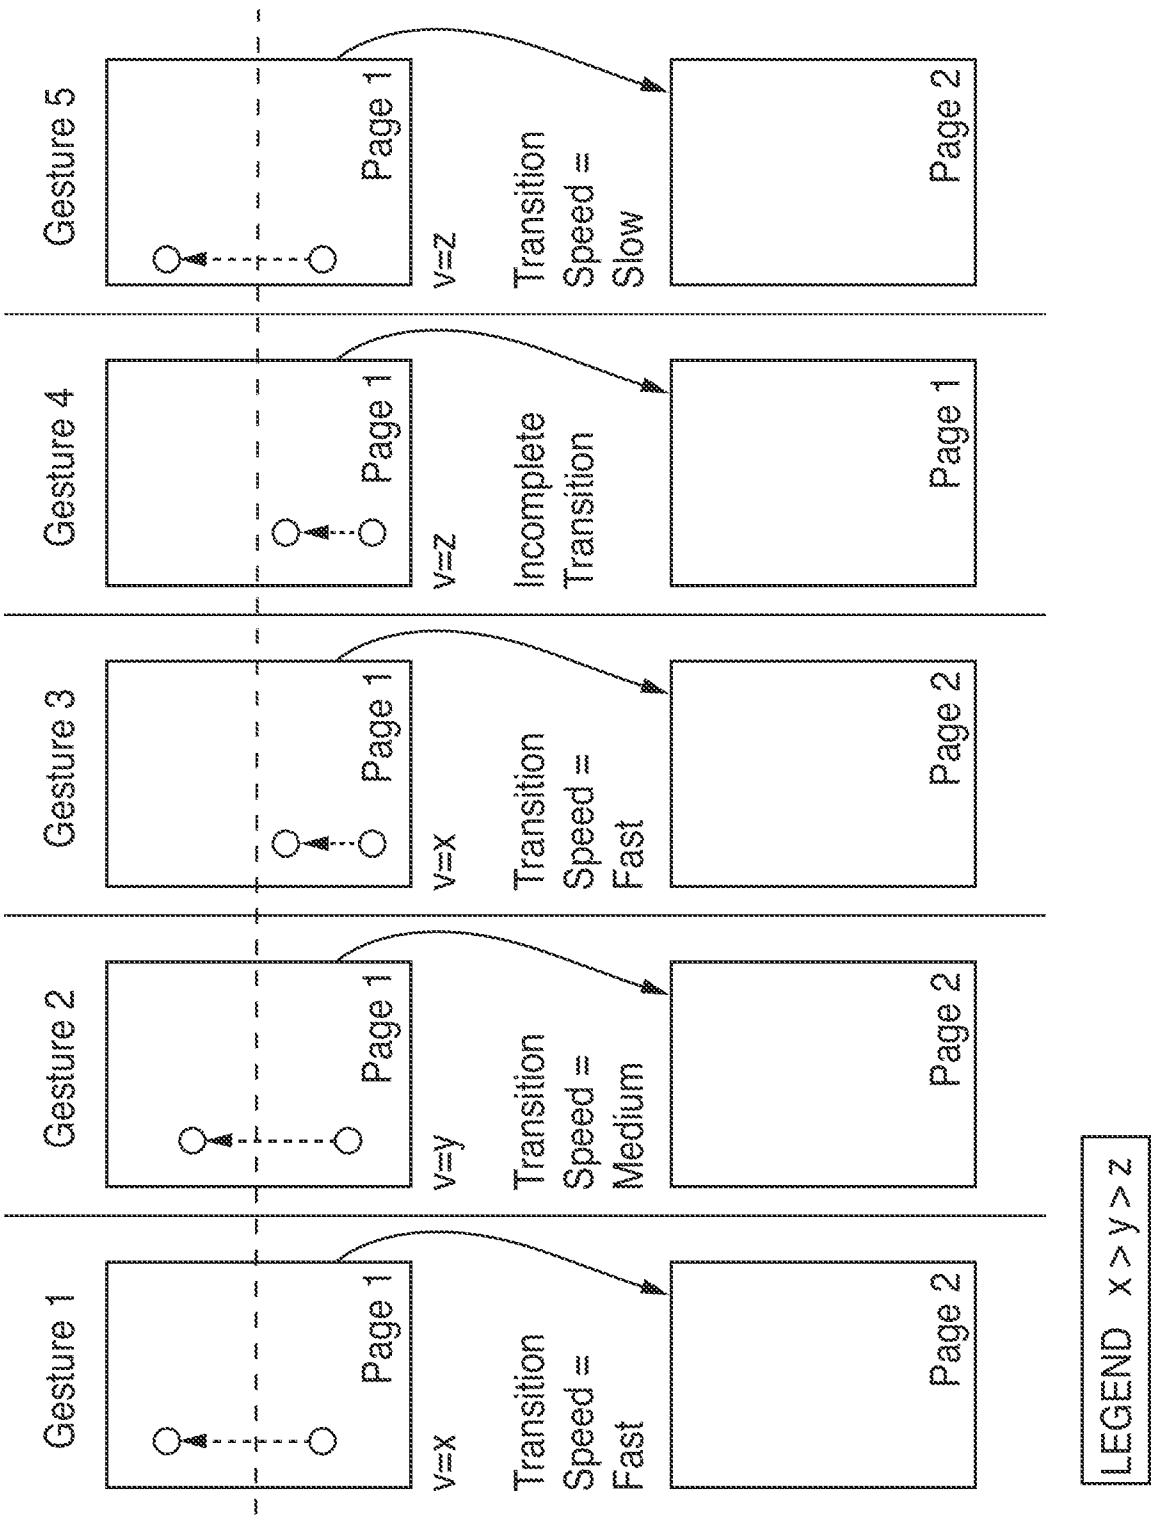 Gesture 1
Page 1
v=x
Transition
Speed =
Fast
Page 2
Gesture 2
Page 1
v=y
Transition
Speed =
Medium
Page 2
Gesture 3
Page 1
v=x
Transition
Speed =
Fast
Page 2
Gesture 4
Page 1
v=z
Incomplete
Transition
Page 1
Gesture 5
Page 1
v=z
Transition
Speed =
Slow
Page 2
LEGEND x > y > z